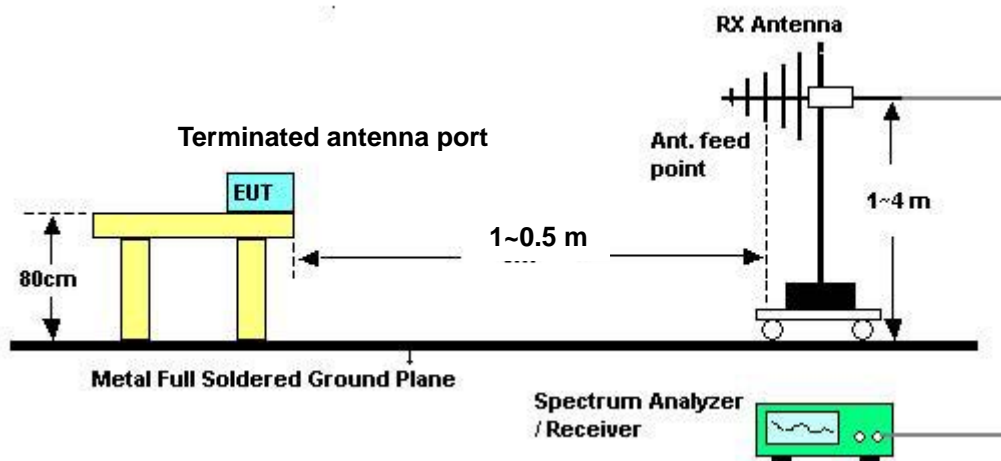 RX Antenna
Terminated antenna port
Ant. feed
point
EUT
1~4 m
1~0.5 m
80cm
Metal Full Soldered Ground Plane
Spectrum Analyzer
/ Receiver